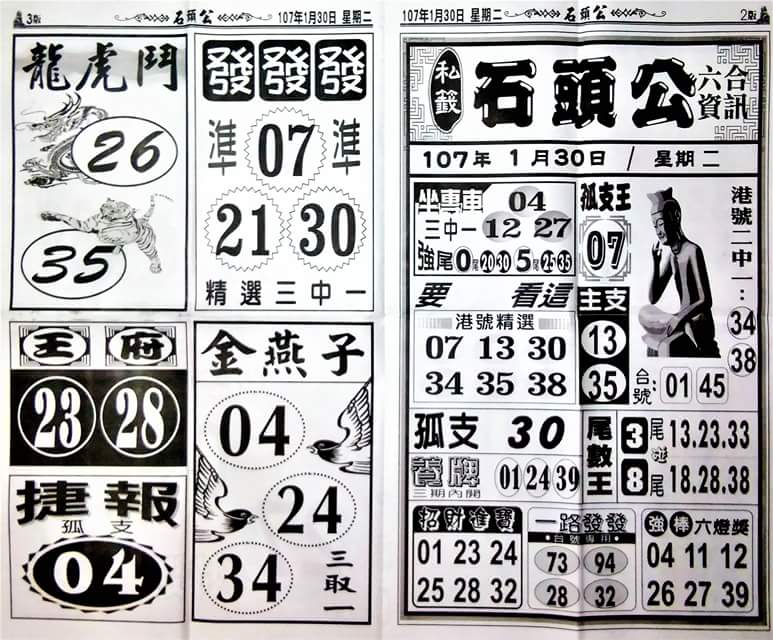 3版 石頭公 107年1月30日 星期二
龍虎鬥
26
35
發發發
準 07 準
21 30
精選三中一
王府
23 28
捷報
孤支
04
金燕子
04
24
34
三取一
107年1月30日 星期二 石頭公 2版
私籤 石頭公 六合資訊
107年 1月30日 / 星期二
坐專車 04
三中一 12 27
強尾 0尾 20 30 5尾 25 35
孤支王
07
主支
13
35
港號二中一:
34
38
台號: 01 45
要看這
港號精選
07 13 30
34 35 38
孤支 30
牌 01 24 39
三期內開
尾數王
3尾 13.23.33
8尾 18.28.38
招財進寶
01 23 24
25 28 32
一路發發
台號專用
73 94
28 32
強棒六燈獎
04 11 12
26 27 39